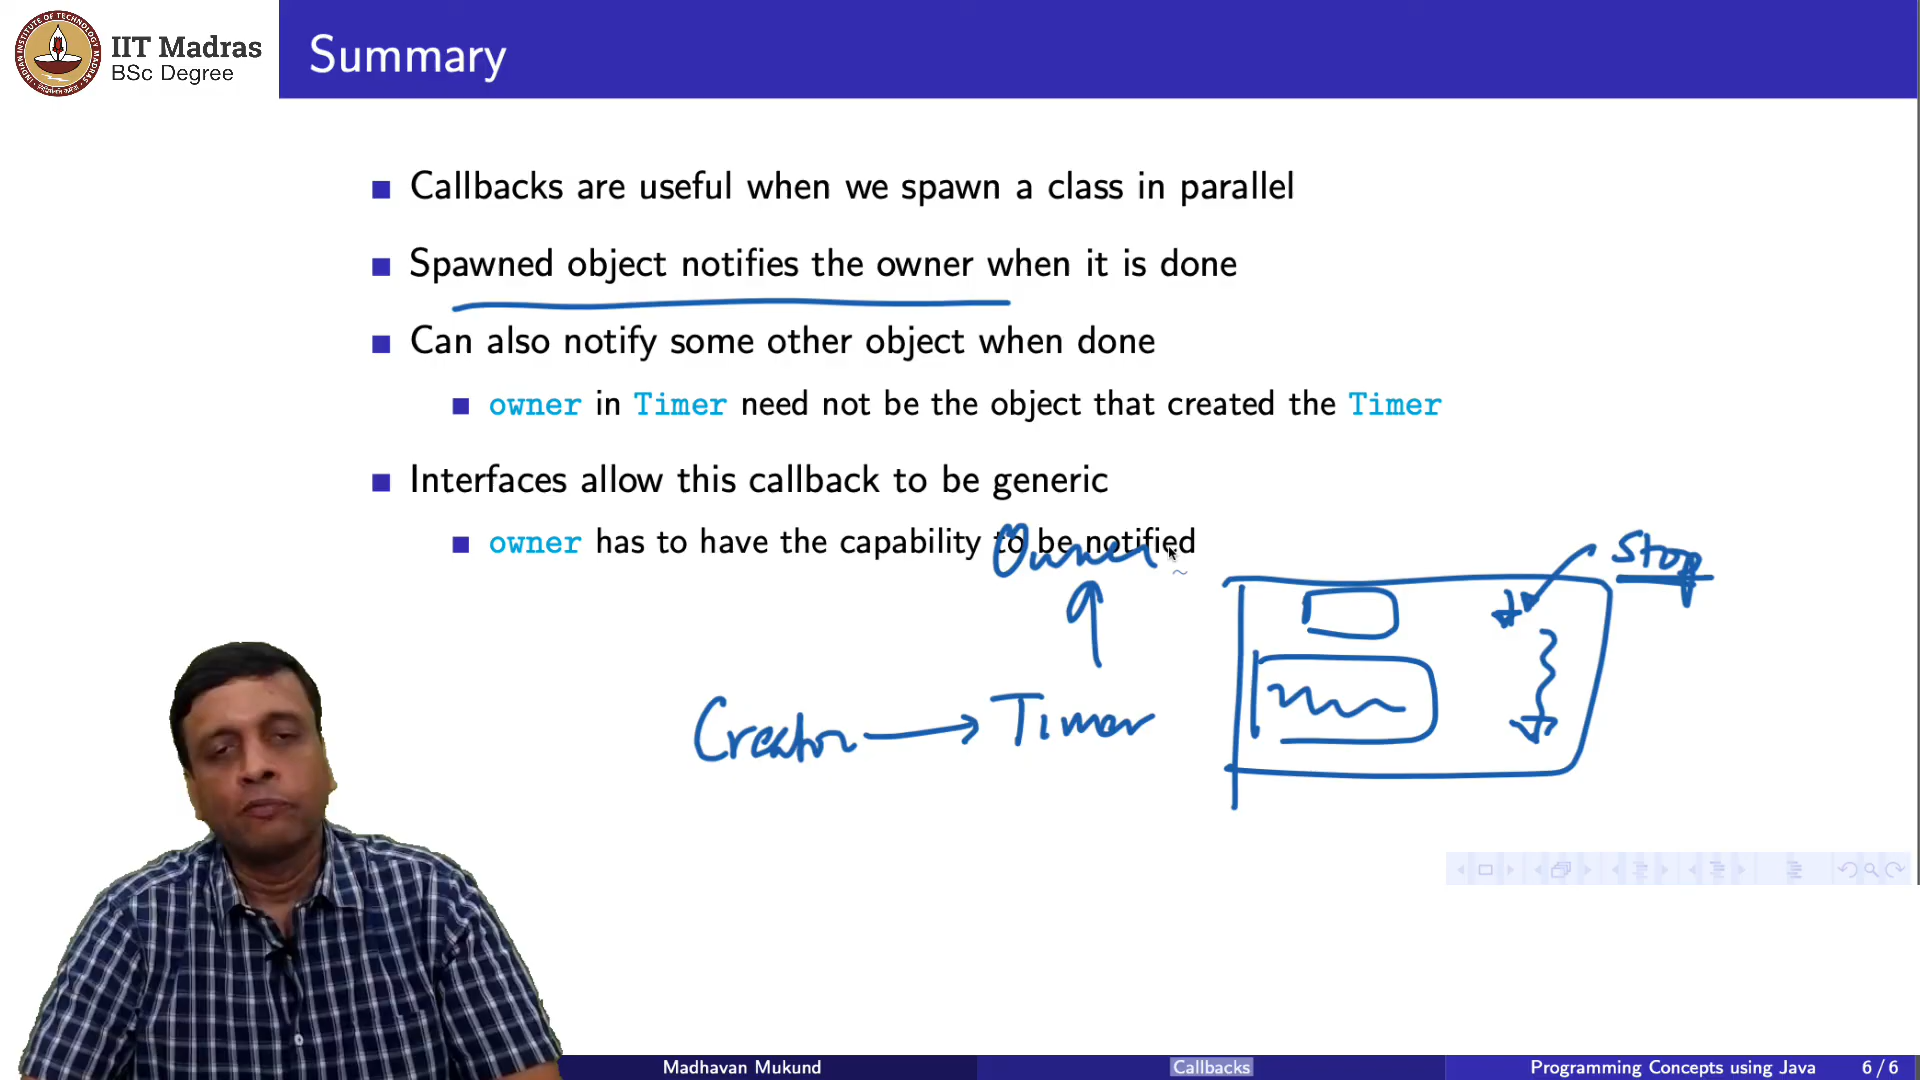 IIT Madras
BSc Degree
Summary
Callbacks are useful when we spawn a class in parallel
Spawned object notifies the owner when it is done
Can also notify some other object when done
owner in Timer need not be the object that created the Timer
Interfaces allow this callback to be generic
owner has to have the capability to be notified
Owner
Stop
Creator → Timer
Madhavan Mukund
Callbacks
Programming Concepts using Java
6 / 6